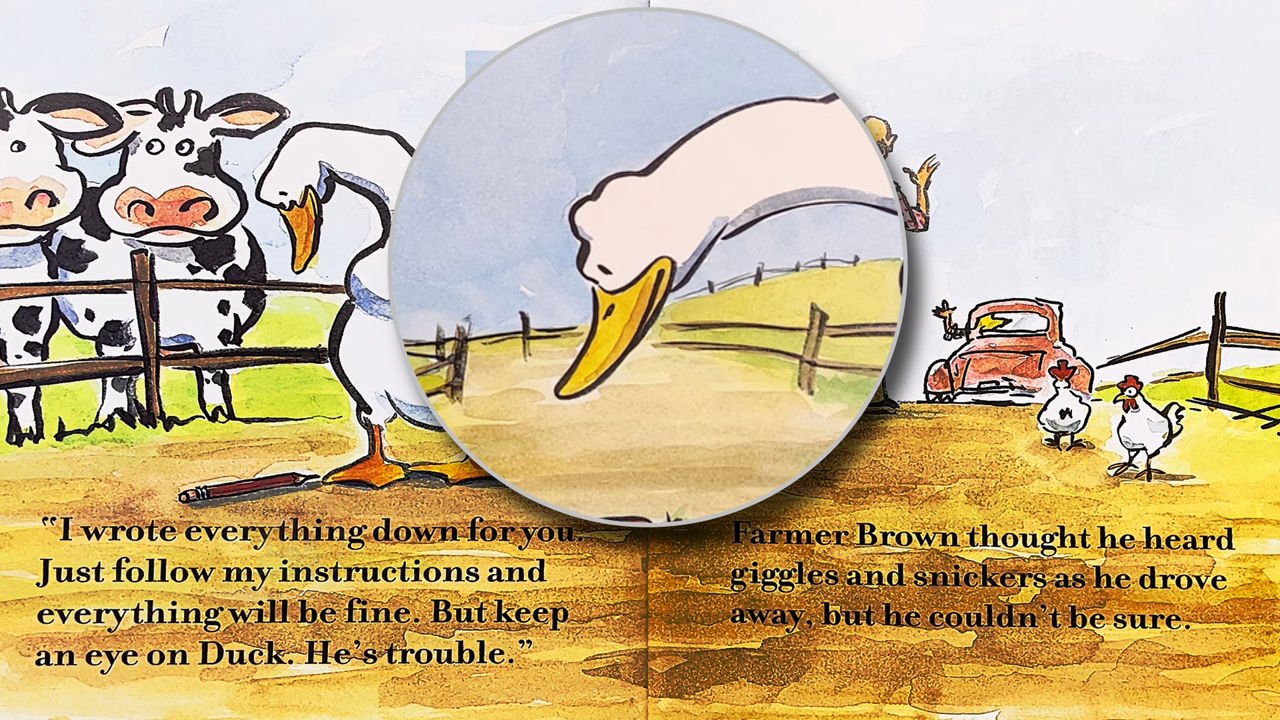 "I wrote everything down for you.
Just follow my instructions and
everything will be fine. But keep
an eye on Duck. He's trouble."
Farmer Brown thought he heard
giggles and snickers as he drove
away, but he couldn't be sure.